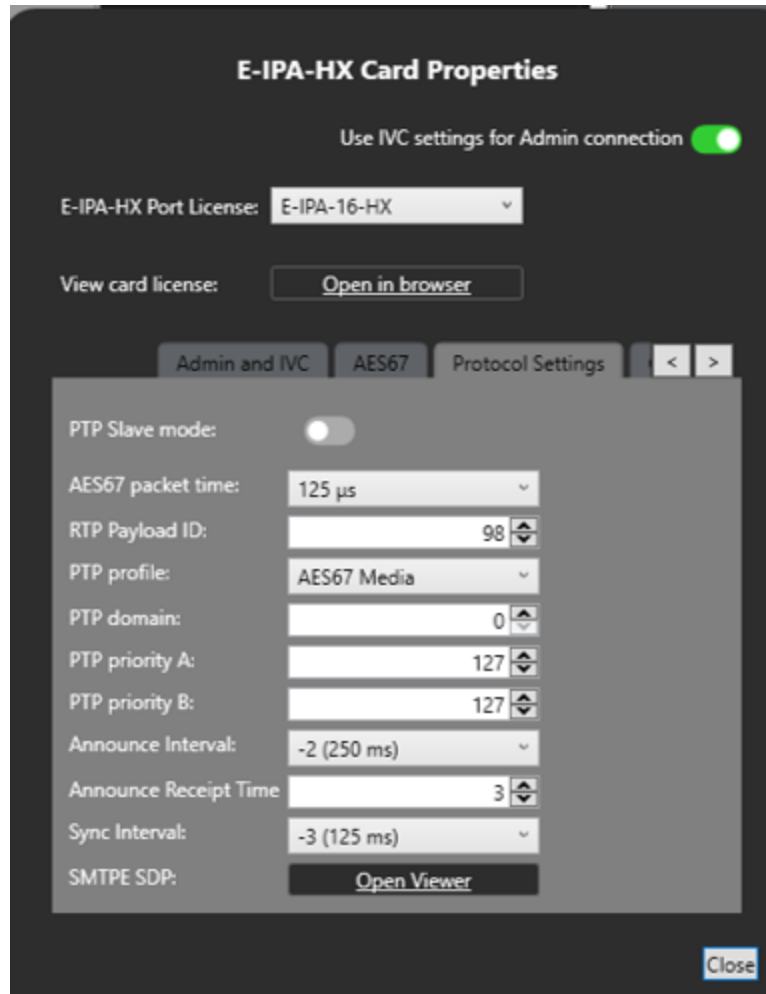 E-IPA-HX Card Properties
Use IVC settings for Admin connection
E-IPA-HX Port License: E-IPA-16-HX
View card license: Open in browser
Admin and IVC AES67 Protocol Settings < >
PTP Slave mode:
AES67 packet time: 125 µs
RTP Payload ID: 98
PTP profile: AES67 Media
PTP domain: 0
PTP priority A: 127
PTP priority B: 127
Announce Interval: -2 (250 ms)
Announce Receipt Time 3
Sync Interval: -3 (125 ms)
SMTPE SDP: Open Viewer
Close